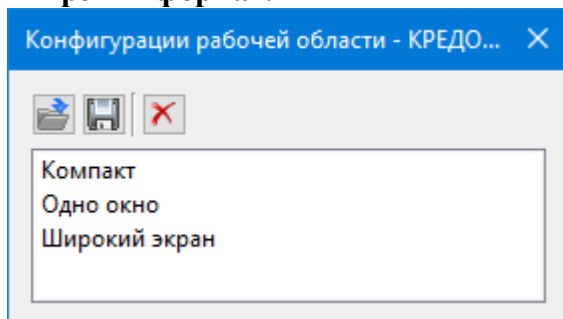 Конфигурации рабочей области - КРЕДО...
Компакт
Одно окно
Широкий экран